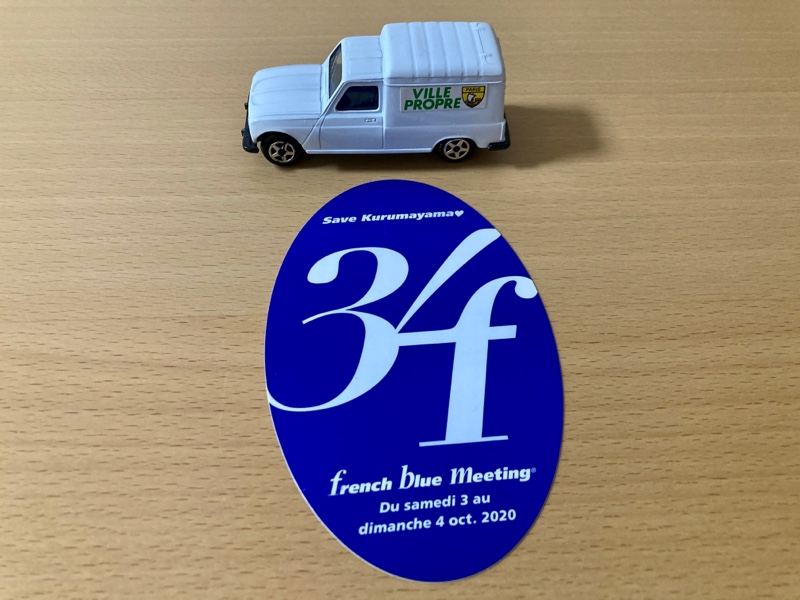 VILLE
PROPRE
PARIS
Save Kurumayama♥
34f
french blue Meeting®
Du samedi 3 au
dimanche 4 oct. 2020